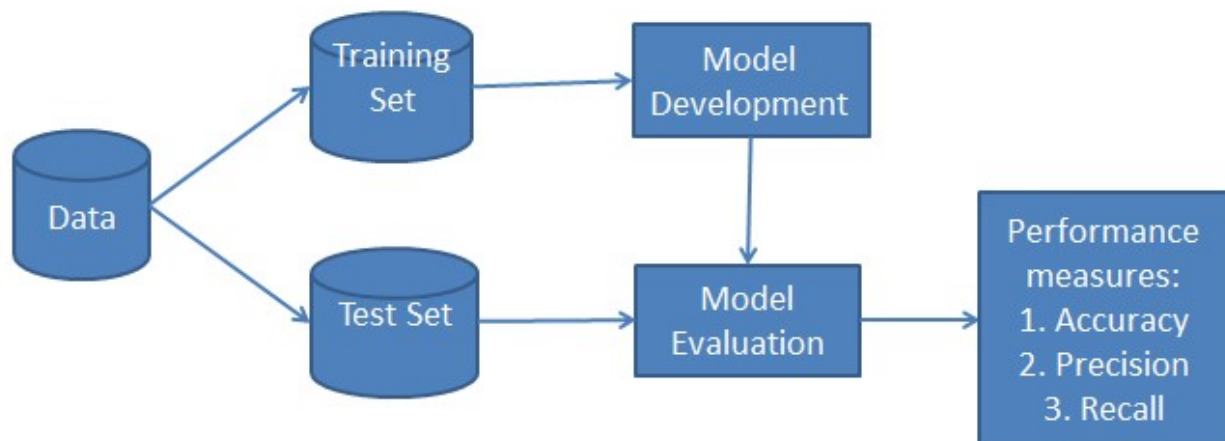 Data
Training
Set
Test Set
Model
Development
Model
Evaluation
Performance
measures:
1. Accuracy
2. Precision
3. Recall